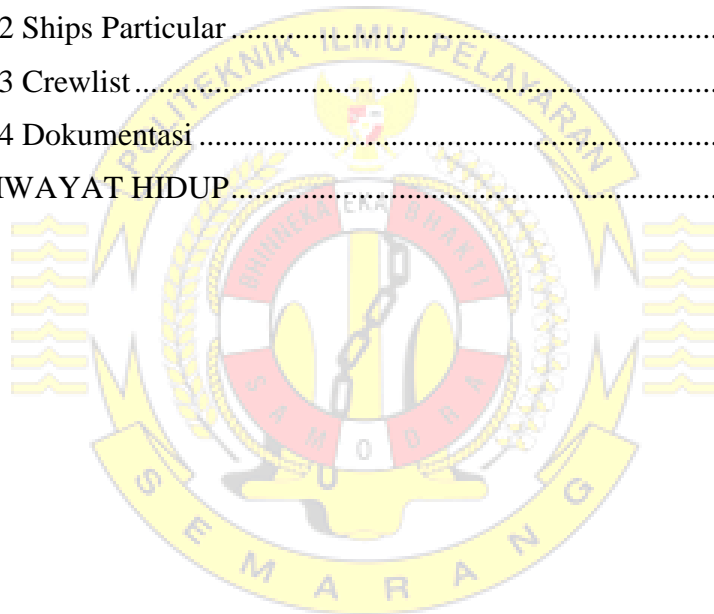 2 Ships Particular ..........................................................
3 Crewlist .......................................................................
4 Dokumentasi ..............................................................
IWAYAT HIDUP..........................................................
POLITEKNIK ILMU PELAYARAN
BHINNEKA EKA BHAKTI
SAMODRA
SEMARANG